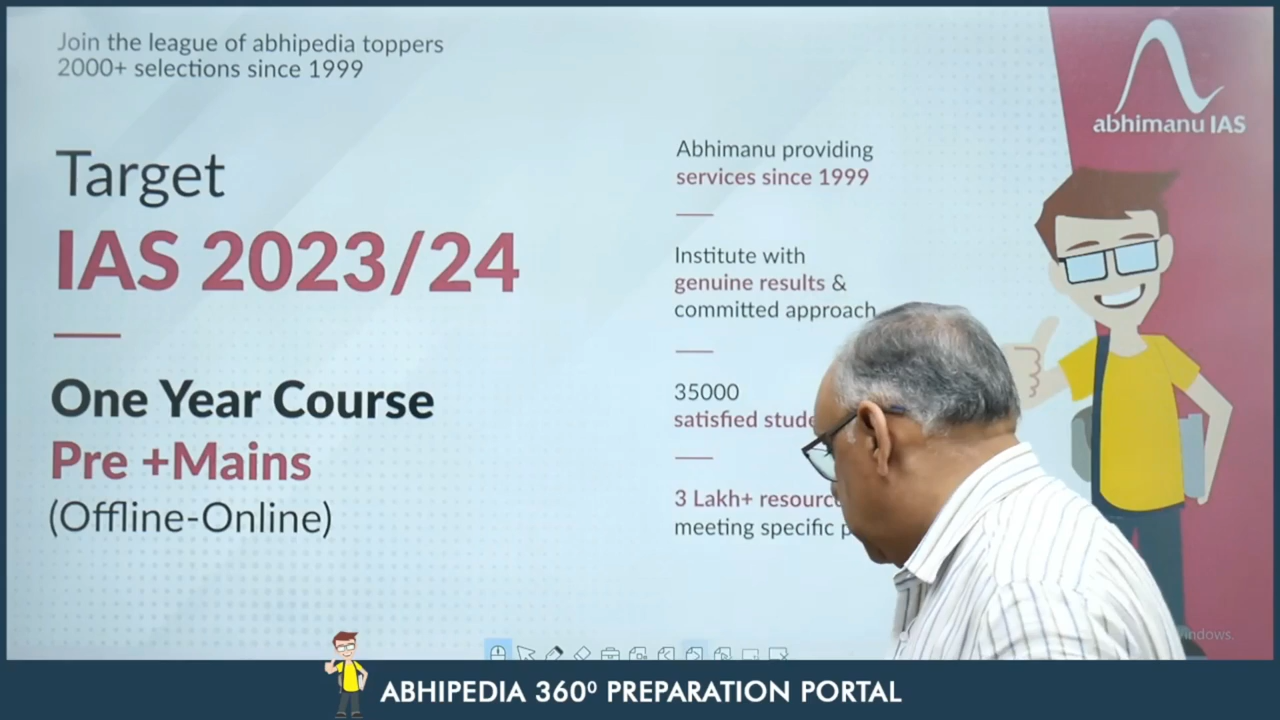 Join the league of abhipedia toppers
2000+ selections since 1999
Target
IAS 2023/24
One Year Course
Pre +Mains
(Offline-Online)
Abhimanu providing
services since 1999
Institute with
genuine results &
committed approach
35000
satisfied
3 Lakh+
meeting specific
abhimanu IAS
ABHIPEDIA 360⁰ PREPARATION PORTAL